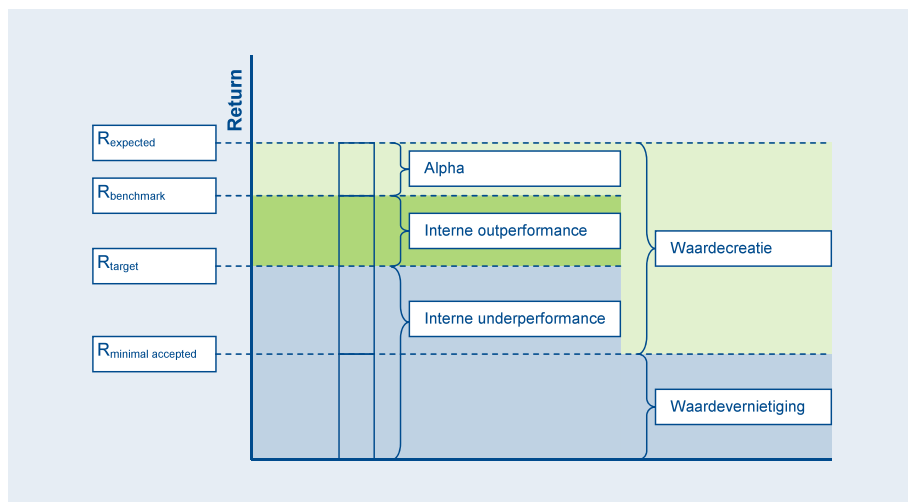 Return
Rexpected
Alpha
Rbenchmark
Interne outperformance
Rtarget
Waardecreatie
Interne underperformance
Rminimal accepted
Waardevernietiging